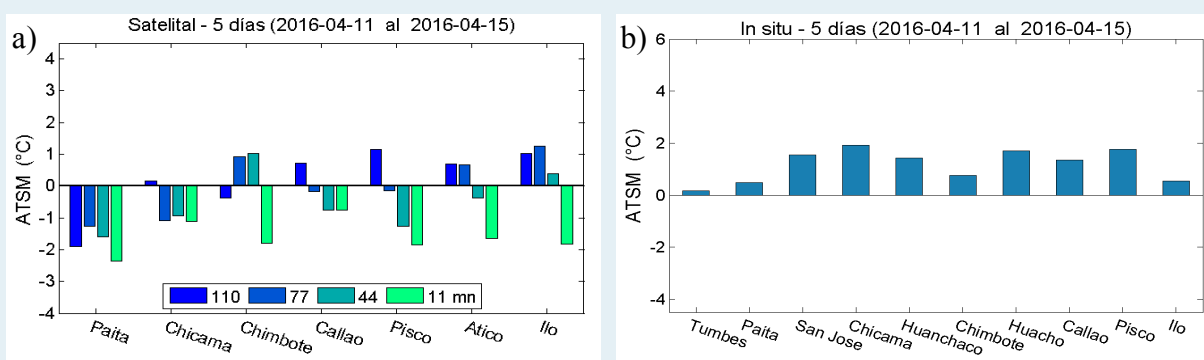 a)
Satelital - 5 días (2016-04-11 al 2016-04-15)
ATSM (°C)
4
3
2
1
0
-1
-2
-3
-4
110 77 44 11 mn
Paita Chicama Chimbote Callao Pisco Atico Ilo
b)
In situ - 5 días (2016-04-11 al 2016-04-15)
ATSM (°C)
6
4
2
0
-2
-4
Tumbes Paita San Jose Chicama Huanchaco Chimbote Huacho Callao Pisco Ilo